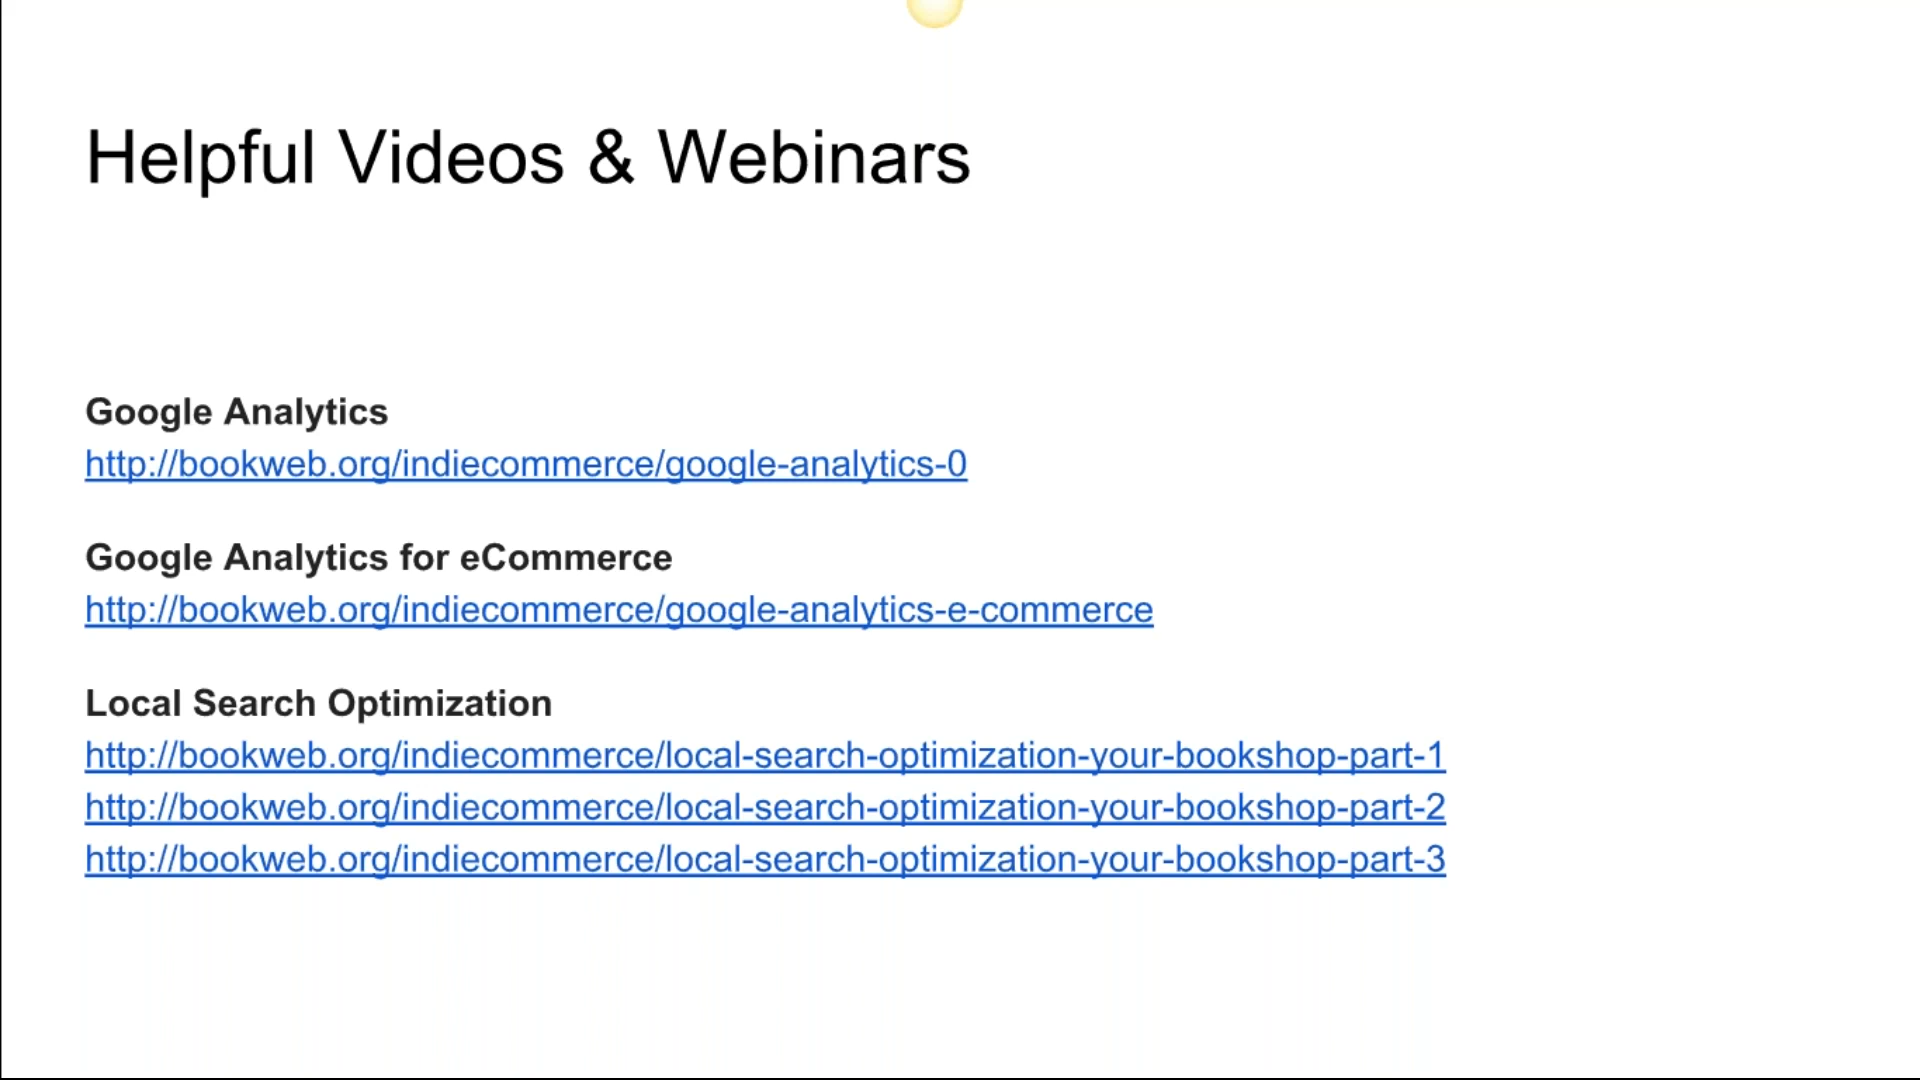 Helpful Videos & Webinars
Google Analytics
http://bookweb.org/indiecommerce/google-analytics-0
Google Analytics for eCommerce
http://bookweb.org/indiecommerce/google-analytics-e-commerce
Local Search Optimization
http://bookweb.org/indiecommerce/local-search-optimization-your-bookshop-part-1
http://bookweb.org/indiecommerce/local-search-optimization-your-bookshop-part-2
http://bookweb.org/indiecommerce/local-search-optimization-your-bookshop-part-3